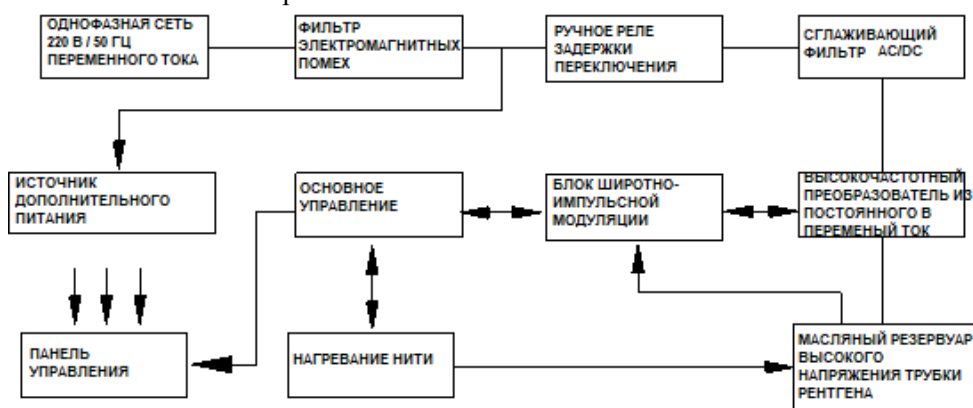 ОДНОФАЗНАЯ СЕТЬ
220 В / 50 ГЦ
ПЕРЕМЕННОГО ТОКА
ФИЛЬТР
ЭЛЕКТРОМАГНИТНЫХ
ПОМЕХ
РУЧНОЕ РЕЛЕ
ЗАДЕРЖКИ
ПЕРЕКЛЮЧЕНИЯ
СГЛАЖИВАЮЩИЙ
ФИЛЬТР AC/DC
ИСТОЧНИК
ДОПОЛНИТЕЛЬНОГО
ПИТАНИЯ
ОСНОВНОЕ
УПРАВЛЕНИЕ
БЛОК ШИРОТНО-
ИМПУЛЬСНОЙ
МОДУЛЯЦИИ
ВЫСОКОЧАСТОТНЫЙ
ПРЕОБРАЗОВАТЕЛЬ ИЗ
ПОСТОЯННОГО В
ПЕРЕМЕНЫЙ ТОК
ПАНЕЛЬ
УПРАВЛЕНИЯ
НАГРЕВАНИЕ НИТИ
МАСЛЯНЫЙ РЕЗЕРВУАР
ВЫСОКОГО
НАПРЯЖЕНИЯ ТРУБКИ
РЕНТГЕНА